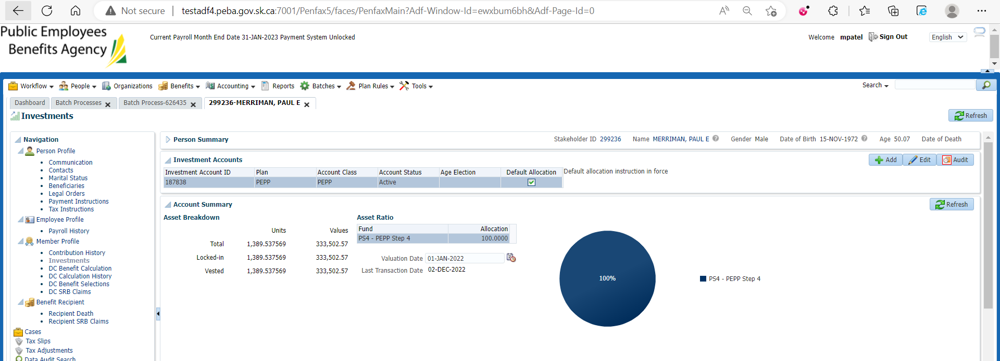 Not secure | testadf4.peba.gov.sk.ca:7001/Penfax5/faces/PenfaxMain?Adf-Window-Id=ewxbum6bh&Adf-Page-Id=0
Public Employees
Benefits Agency
Current Payroll Month End Date 31-JAN-2023 Payment System Unlocked
Welcome mpatel Sign Out English
Workflow People Organizations Benefits Accounting Reports Batches Plan Rules Tools Search
Dashboard Batch Processes Batch Process-626435 299236-MERRIMAN, PAUL E
Investments
Refresh
Navigation
Person Profile
Communication
Contacts
Marital Status
Beneficiaries
Legal Orders
Payment Instructions
Tax Instructions
Employee Profile
Payroll History
Member Profile
Contribution History
Investments
DC Benefit Calculation
DC Calculation History
DC Benefit Selections
DC SRB Claims
Benefit Recipient
Recipient Death
Recipient SRB Claims
Cases
Tax Slips
Tax Adjustments
Data Audit Search
Person Summary
Stakeholder ID 299236 Name MERRIMAN, PAUL E Gender Male Date of Birth 15-NOV-1972 Age 50.07 Date of Death
Investment Accounts
Add Edit Audit
Investment Account ID Plan Account Class Account Status Age Election Default Allocation
Default allocation instruction in force
187838 PEPP PEPP Active
Account Summary
Refresh
Asset Breakdown
Units Values
Total 1,389.537569 333,502.57
Locked-in 1,389.537569 333,502.57
Vested 1,389.537569 333,502.57
Asset Ratio
Fund Allocation
PS4 - PEPP Step 4 100.0000
Valuation Date 01-JAN-2022
Last Transaction Date 02-DEC-2022
100%
PS4 - PEPP Step 4